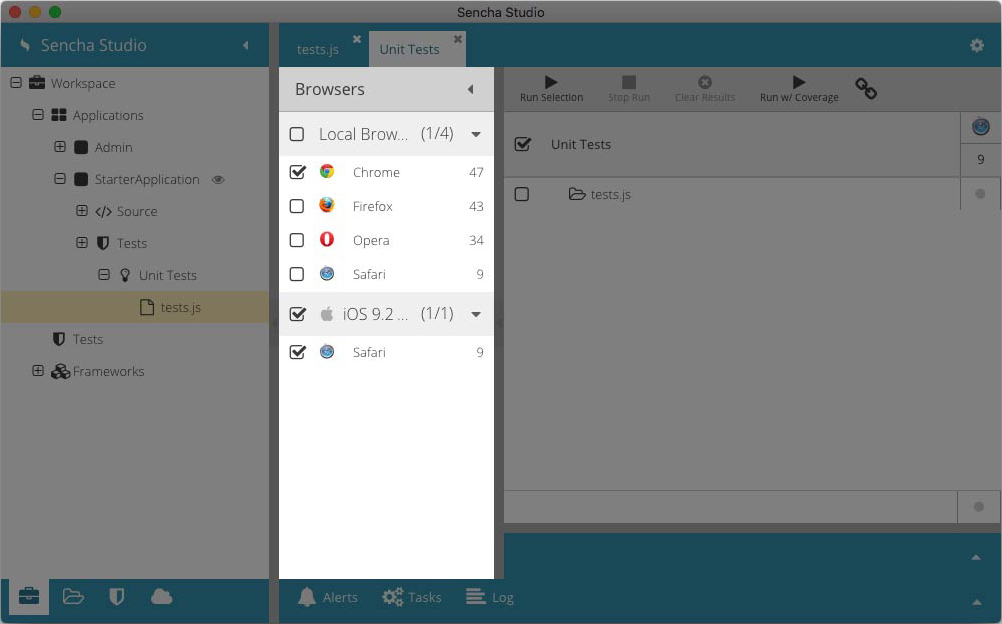 Sencha Studio
Sencha Studio
Workspace
Applications
Admin
StarterApplication
Source
Tests
Unit Tests
tests.js
Tests
Frameworks
tests.js
Unit Tests
Browsers
Local Brow... (1/4)
Chrome 47
Firefox 43
Opera 34
Safari 9
iOS 9.2 ... (1/1)
Safari 9
Run Selection
Stop Run
Clear Results
Run w/ Coverage
Unit Tests
9
tests.js
Alerts
Tasks
Log